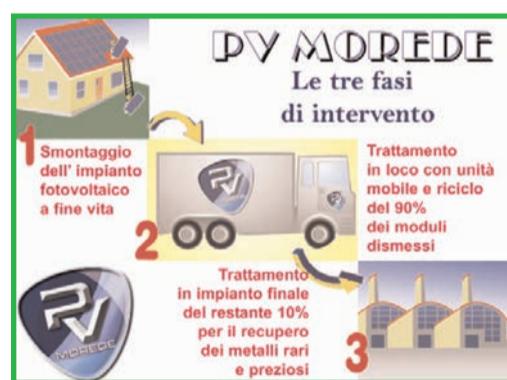 PV MOREDE
Le tre fasi
di intervento
1
Smontaggio
dell' impianto
fotovoltaico
a fine vita
PV
2
Trattamento
in loco con unità
mobile e riciclo
del 90%
dei moduli
dismessi
Trattamento
in impianto finale
del restante 10%
per il recupero
dei metalli rari
e preziosi
3
PV
MOREDE